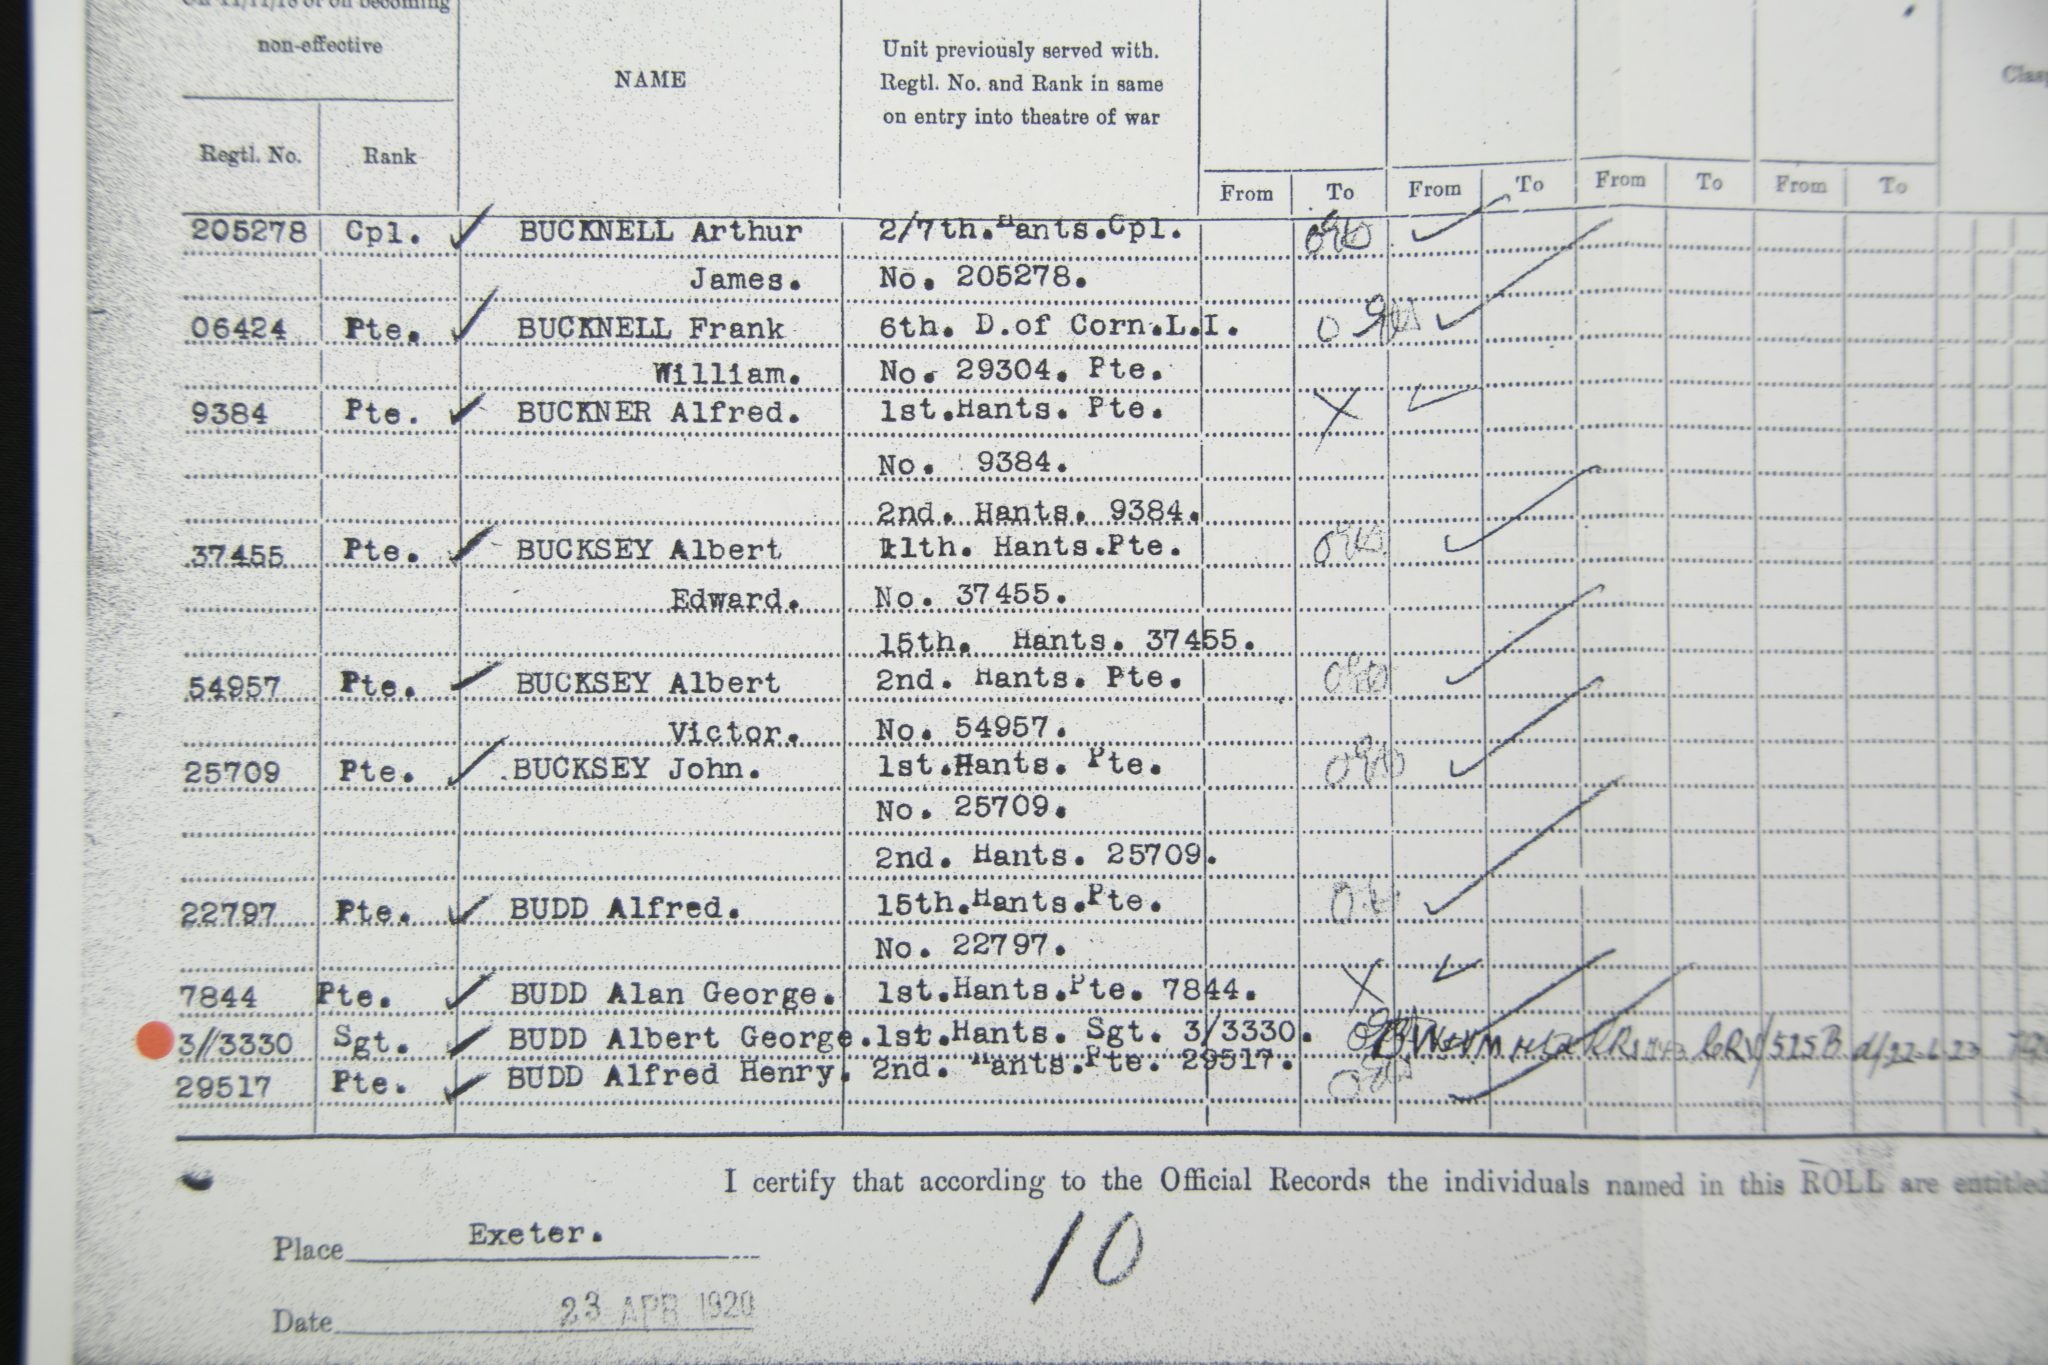 On 11/11/18 or on becoming
non-effective
NAME
Unit previously served with.
Regtl. No. and Rank in same
on entry into theatre of war
Clasp
Regtl. No. Rank
From To From To From To From To
205278 Cpl. BUCKNELL Arthur 2/7th.Hants.Cpl.
James. No. 205278.
06424 Pte. BUCKNELL Frank 6th. D.of Corn.L.I.
William. No. 29304. Pte.
9384 Pte. BUCKNER Alfred. 1st.Hants. Pte. X
No. 9384.
2nd. Hants. 9384.
37455 Pte. BUCKSEY Albert 11th. Hants.Pte.
Edward. No. 37455.
15th. Hants. 37455.
54957 Pte. BUCKSEY Albert 2nd. Hants. Pte.
Victor. No. 54957.
25709 Pte. BUCKSEY John. 1st.Hants. Pte.
No. 25709.
2nd. Hants. 25709.
22797 Pte. BUDD Alfred. 15th.Hants.Pte.
No. 22797.
7844 Pte. BUDD Alan George. 1st.Hants.Pte. 7844. X
3//3330 Sgt. BUDD Albert George. 1st.Hants. Sgt. 3/3330.
29517 Pte. BUDD Alfred Henry. 2nd. Hants.Pte. 29517.
I certify that according to the Official Records the individuals named in this ROLL are entitled
Place Exeter.
10
Date 23 APR 1920